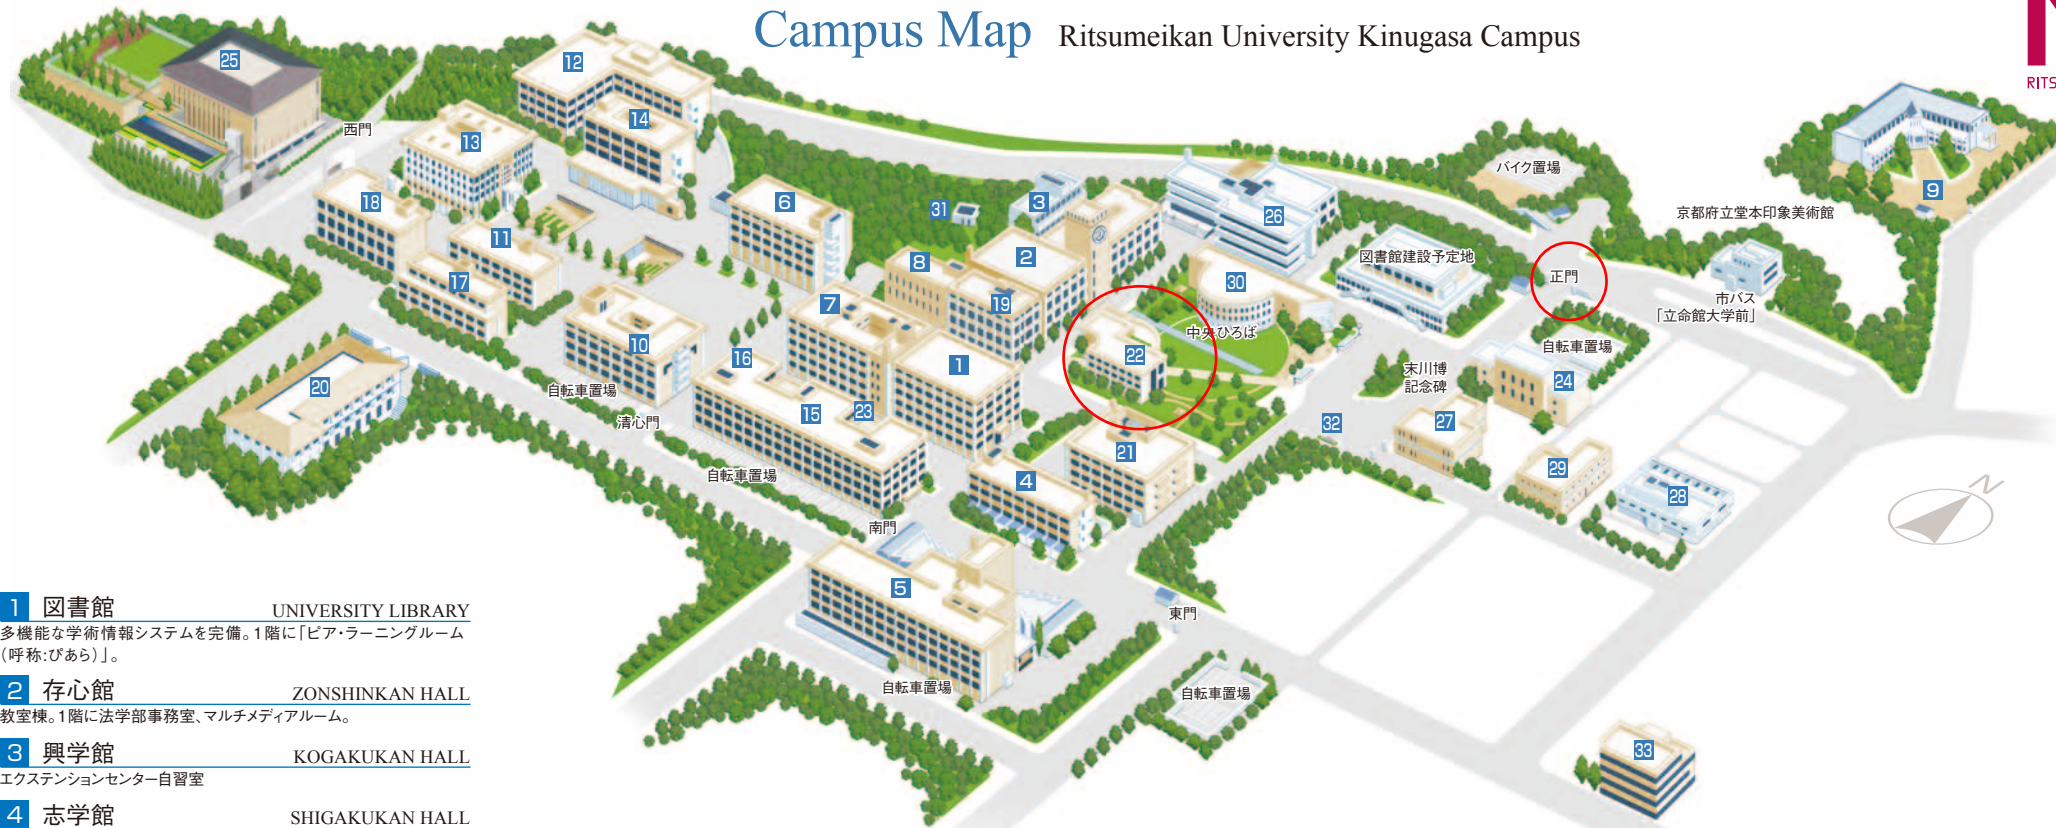 Campus Map Ritsumeikan University Kinugasa Campus
RITS
25
12
14
13
西門
18
11
17
6
31
3
バイク置場
9
京都府立堂本印象美術館
26
8
2
19
図書館建設予定地
正門
30
市バス
「立命館大学前」
中央ひろば
7
10
16
1
22
自転車置場
末川博
記念碑
24
20
自転車置場
清心門
15
23
32
27
21
自転車置場
4
29
28
N
南門
5
東門
自転車置場
自転車置場
33
1 図書館 UNIVERSITY LIBRARY
多機能な学術情報システムを完備。1階に「ピア・ラーニングルーム
（呼称:ぴあら）」。
2 存心館 ZONSHINKAN HALL
教室棟。1階に法学部事務室、マルチメディアルーム。
3 興学館 KOGAKUKAN HALL
エクステンションセンター自習室
4 志学館 SHIGAKUKAN HALL